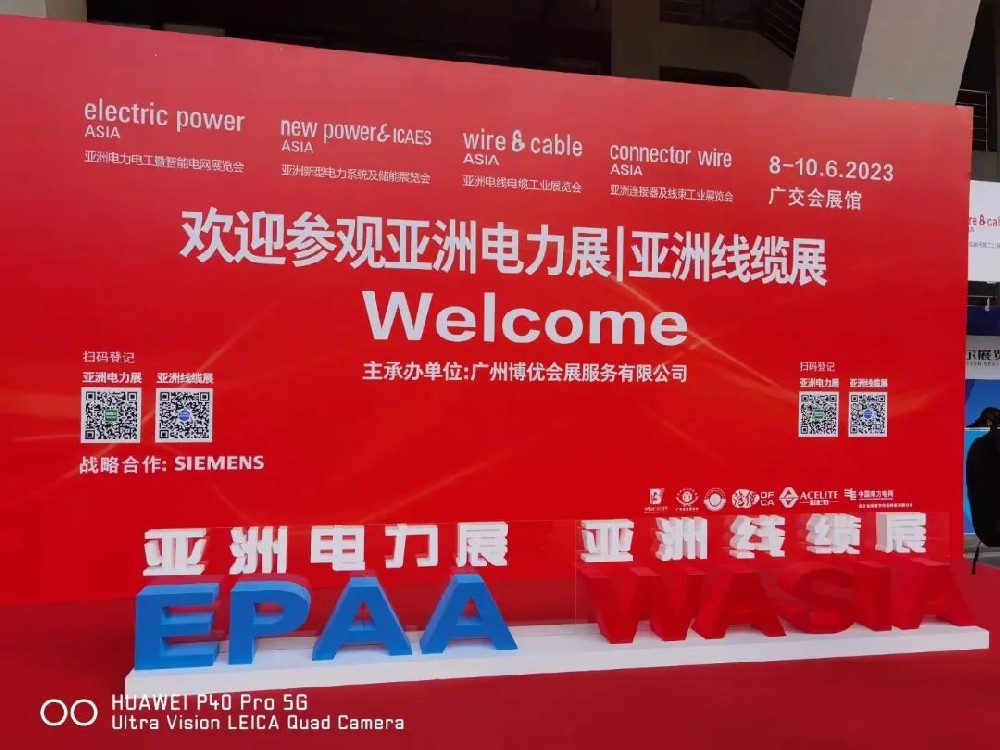 electric power
ASIA
亚洲电力电工暨智能电网展览会
new power& ICAES
ASIA
亚洲新型电力系统及储能展览会
wire & cable
ASIA
亚洲电线电缆工业展览会
connector wire
ASIA
亚洲连接器及线束工业展览会
8-10.6.2023
广交会展馆
欢迎参观亚洲电力展|亚洲线缆展
Welcome
主承办单位:广州博优会展服务有限公司
扫码登记
亚洲电力展 亚洲线缆展
战略合作: SIEMENS
扫码登记
亚洲电力展 亚洲线缆展
ACELITE
中国南方电网
亚洲电力展
EPAA
亚洲线缆展
WASIA
HUAWEI P40 Pro 5G
Ultra Vision LEICA Quad Camera